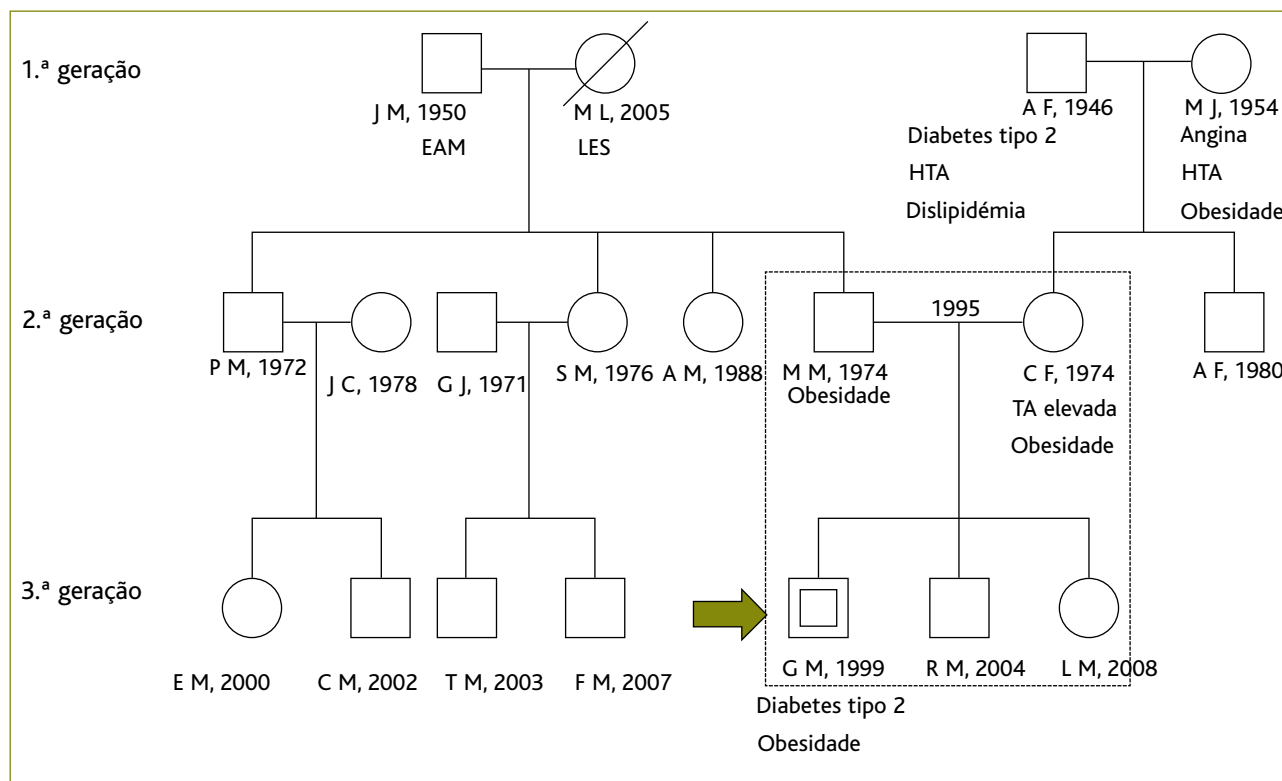 1.ª geração
J M, 1950
EAM
M L, 2005
LES
A F, 1946
Diabetes tipo 2
HTA
Dislipidémia
M J, 1954
Angina
HTA
Obesidade
2.ª geração
P M, 1972
J C, 1978
G J, 1971
S M, 1976
A M, 1988
M M, 1974
Obesidade
1995
C F, 1974
TA elevada
Obesidade
A F, 1980
3.ª geração
E M, 2000
C M, 2002
T M, 2003
F M, 2007
G M, 1999
Diabetes tipo 2
Obesidade
R M, 2004
L M, 2008